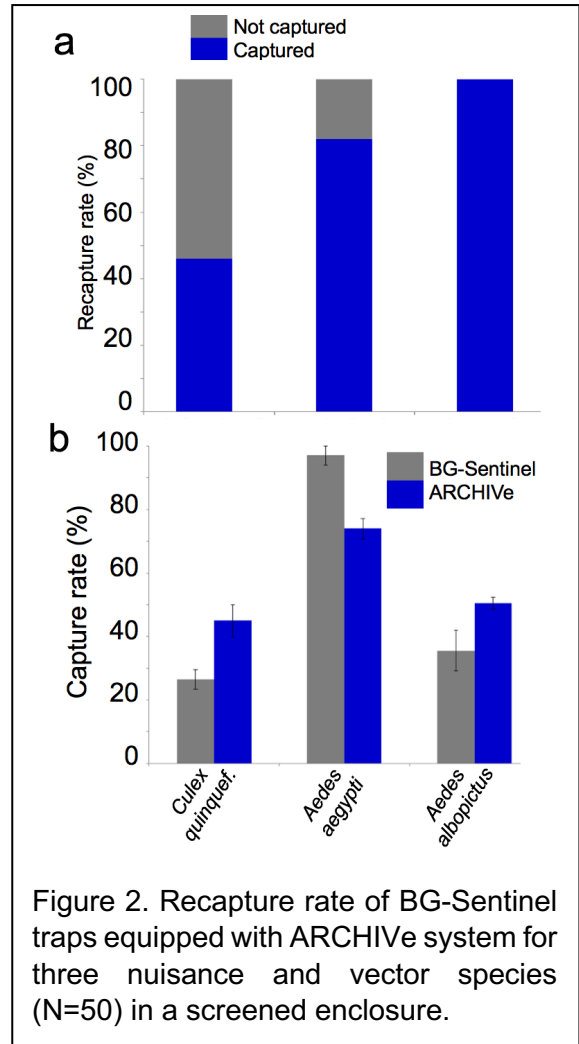 a
Not captured
Captured
Recapture rate (%)
100
80
60
40
20
0
b
BG-Sentinel
ARCHIVe
Capture rate (%)
100
80
60
40
20
0
Culex
quinquef.
Aedes
aegypti
Aedes
albopictus
Figure 2. Recapture rate of BG-Sentinel
traps equipped with ARCHIVe system for
three nuisance and vector species
(N=50) in a screened enclosure.